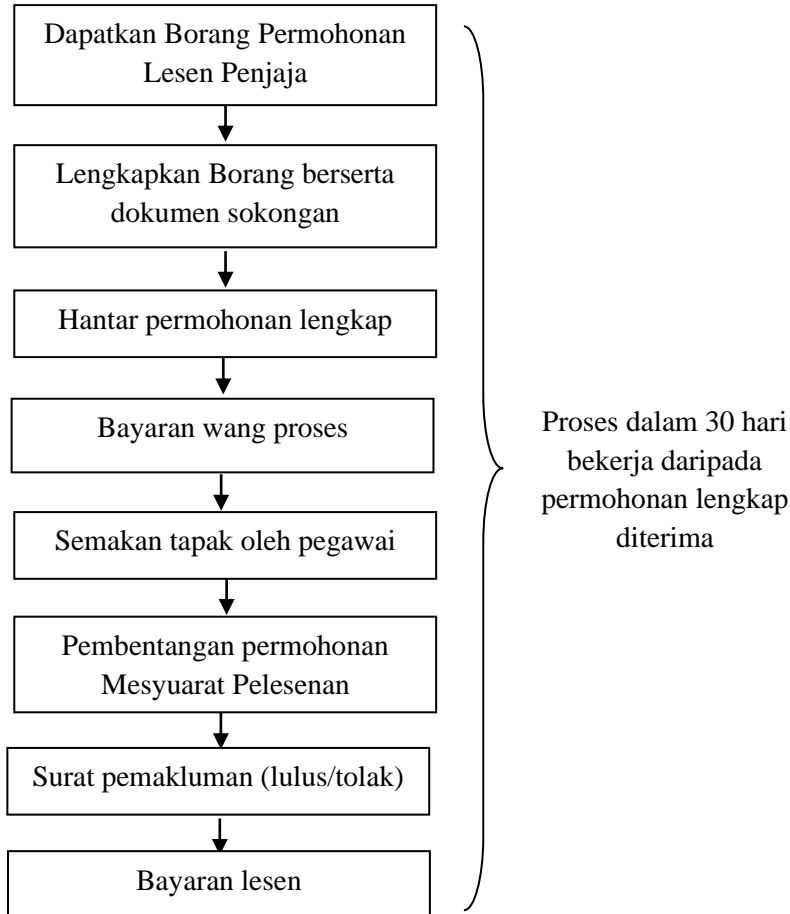 Dapatkan Borang Permohonan
Lesen Penjaja
Lengkapkan Borang berserta
dokumen sokongan
Hantar permohonan lengkap
Bayaran wang proses
Semakan tapak oleh pegawai
Pembentangan permohonan
Mesyuarat Pelesenan
Surat pemakluman (lulus/tolak)
Bayaran lesen
Proses dalam 30 hari
bekerja daripada
permohonan lengkap
diterima